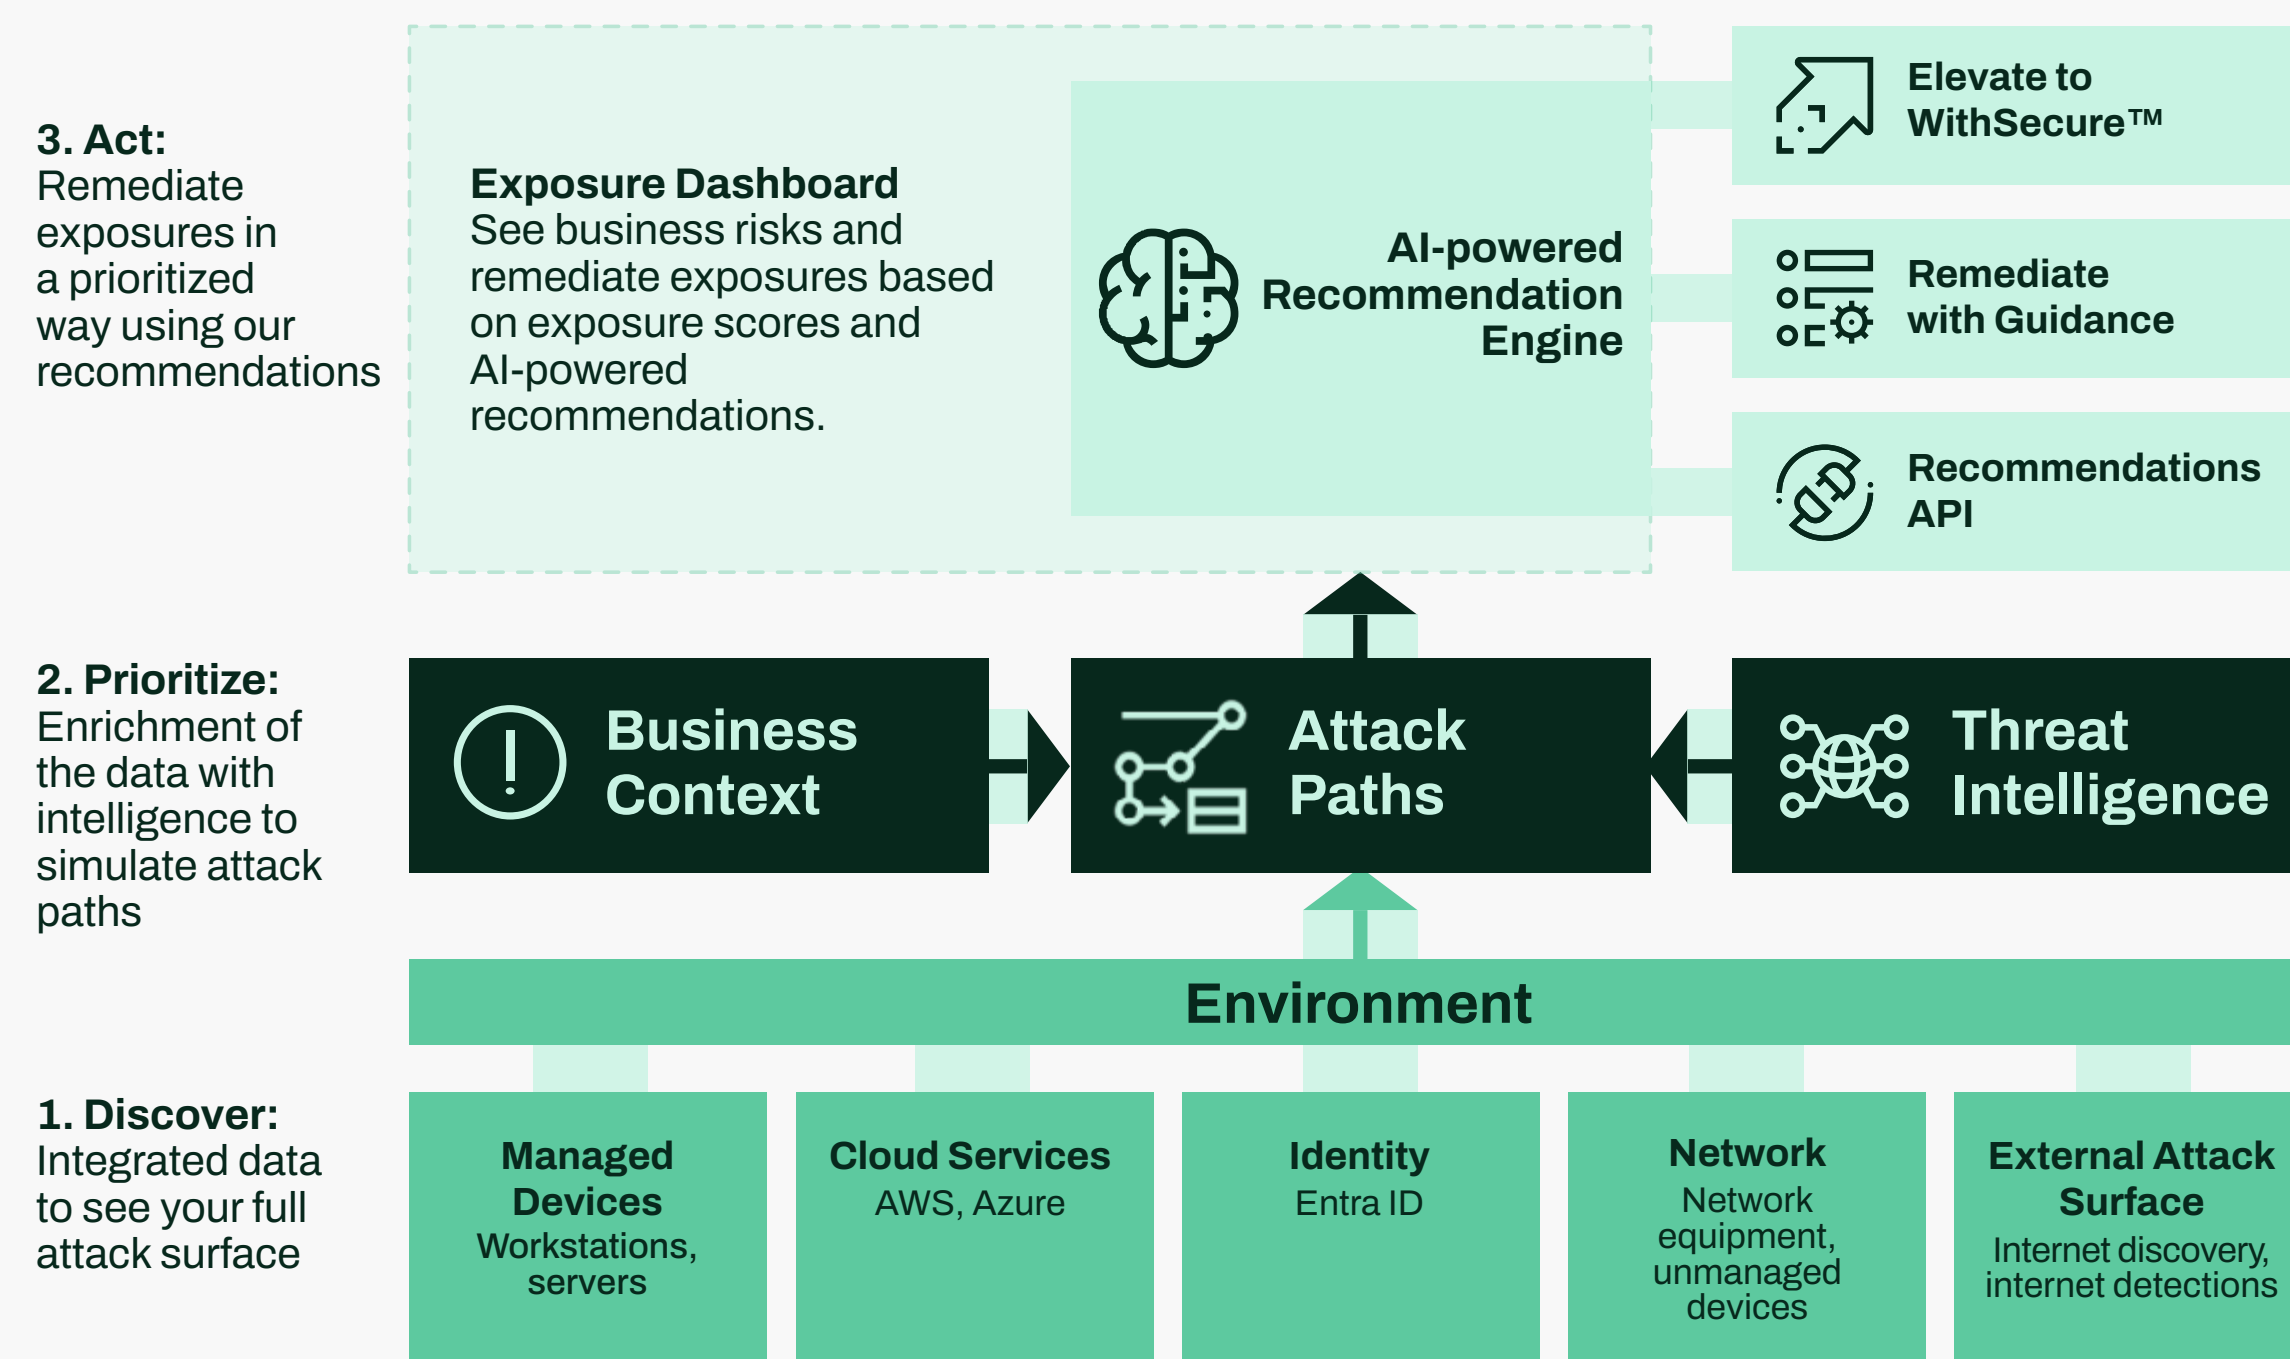 3. Act:
Remediate
exposures in
a prioritized
way using our
recommendations
Exposure Dashboard
See business risks and
remediate exposures based
on exposure scores and
AI-powered
recommendations.
AI-powered
Recommendation
Engine
Elevate to
WithSecure™
Remediate
with Guidance
Recommendations
API
2. Prioritize:
Enrichment of
the data with
intelligence to
simulate attack
paths
Business
Context
Attack
Paths
Threat
Intelligence
Environment
1. Discover:
Integrated data
to see your full
attack surface
Managed
Devices
Workstations,
servers
Cloud Services
AWS, Azure
Identity
Entra ID
Network
Network
equipment,
unmanaged
devices
External Attack
Surface
Internet discovery,
internet detections